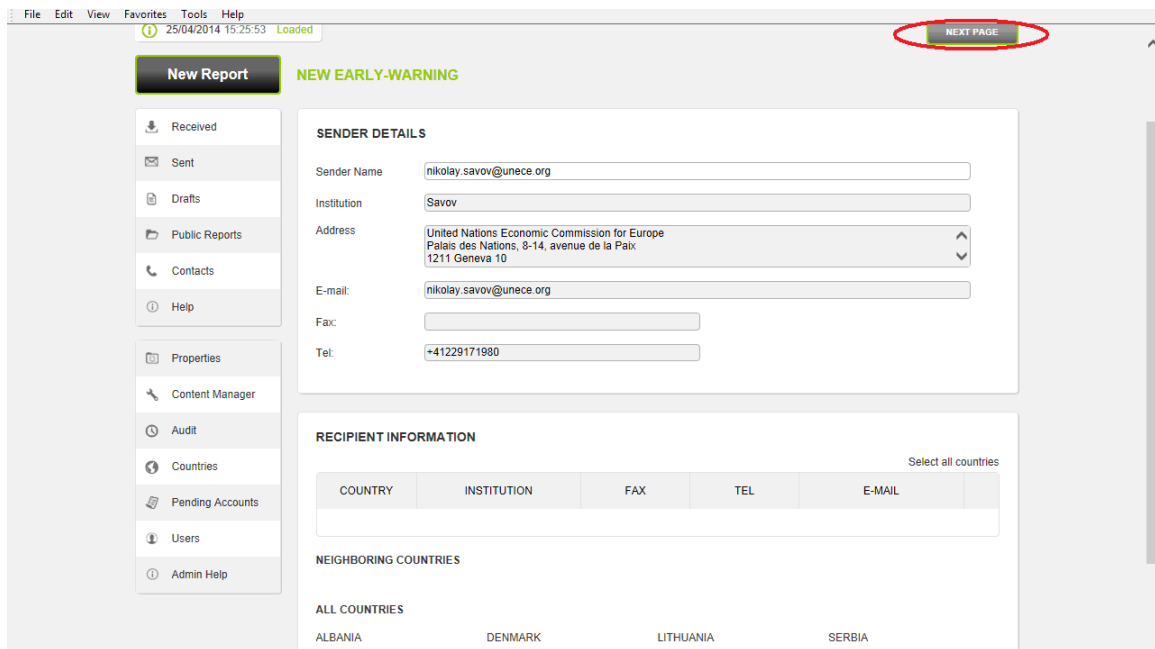 File Edit View Favorites Tools Help
25/04/2014 15:25:53 Loaded
NEXT PAGE
New Report
NEW EARLY-WARNING
Received
Sent
Drafts
Public Reports
Contacts
Help
Properties
Content Manager
Audit
Countries
Pending Accounts
Users
Admin Help
SENDER DETAILS
Sender Name nikolay.savov@unece.org
Institution Savov
Address United Nations Economic Commission for Europe
Palais des Nations, 8-14, avenue de la Paix
1211 Geneva 10
E-mail: nikolay.savov@unece.org
Fax:
Tel: +41229171980
RECIPIENT INFORMATION
Select all countries
COUNTRY INSTITUTION FAX TEL E-MAIL
NEIGHBORING COUNTRIES
ALL COUNTRIES
ALBANIA DENMARK LITHUANIA SERBIA